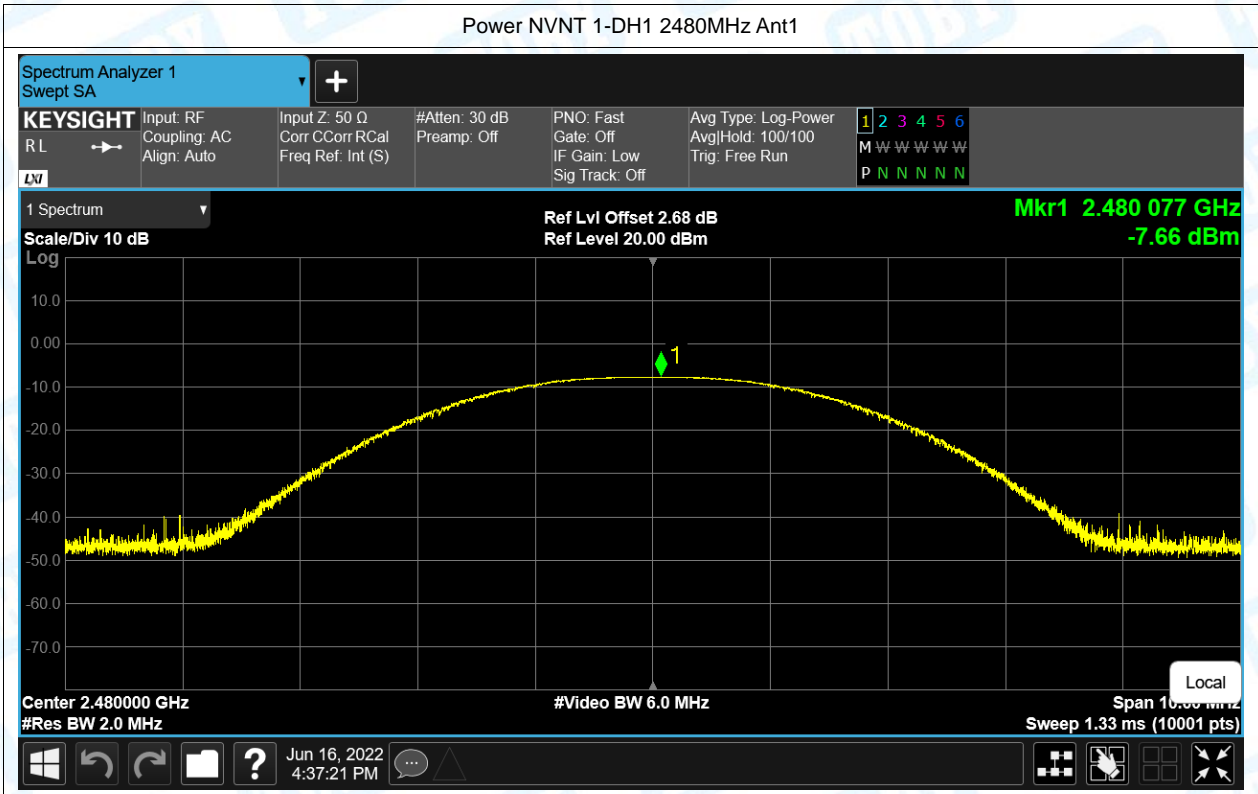 Power NVNT 1-DH1 2480MHz Ant1
Spectrum Analyzer 1
Swept SA
KEYSIGHT
R L
LXI
Input: RF
Coupling: AC
Align: Auto
Input Z: 50 Ω
Corr CCorr RCal
Freq Ref: Int (S)
#Atten: 30 dB
Preamp: Off
PNO: Fast
Gate: Off
IF Gain: Low
Sig Track: Off
Avg Type: Log-Power
Avg|Hold: 100/100
Trig: Free Run
1 2 3 4 5 6
M W W W W W
P N N N N N
1 Spectrum
Scale/Div 10 dB
Log
Ref Lvl Offset 2.68 dB
Ref Level 20.00 dBm
Mkr1 2.480 077 GHz
-7.66 dBm
10.0
0.00
-10.0
-20.0
-30.0
-40.0
-50.0
-60.0
-70.0
1
Center 2.480000 GHz
#Res BW 2.0 MHz
#Video BW 6.0 MHz
Local
Span 10.00 MHz
Sweep 1.33 ms (10001 pts)
?
Jun 16, 2022
4:37:21 PM